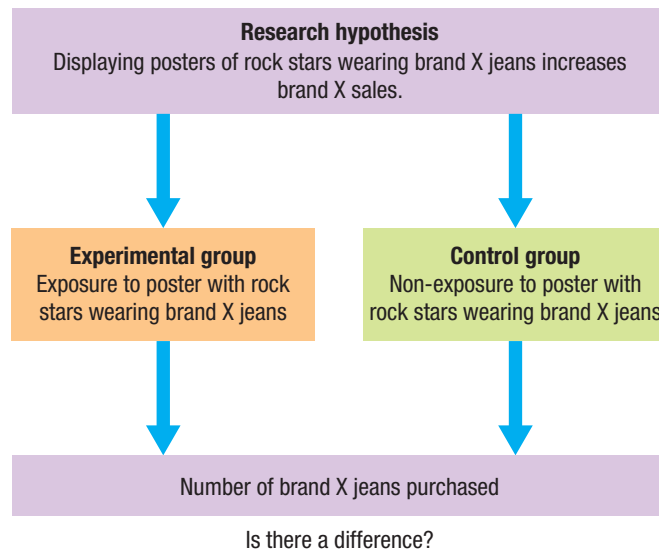 Research hypothesis
Displaying posters of rock stars wearing brand X jeans increases
brand X sales.
Experimental group
Exposure to poster with rock
stars wearing brand X jeans
Control group
Non-exposure to poster with
rock stars wearing brand X jeans
Number of brand X jeans purchased
Is there a difference?